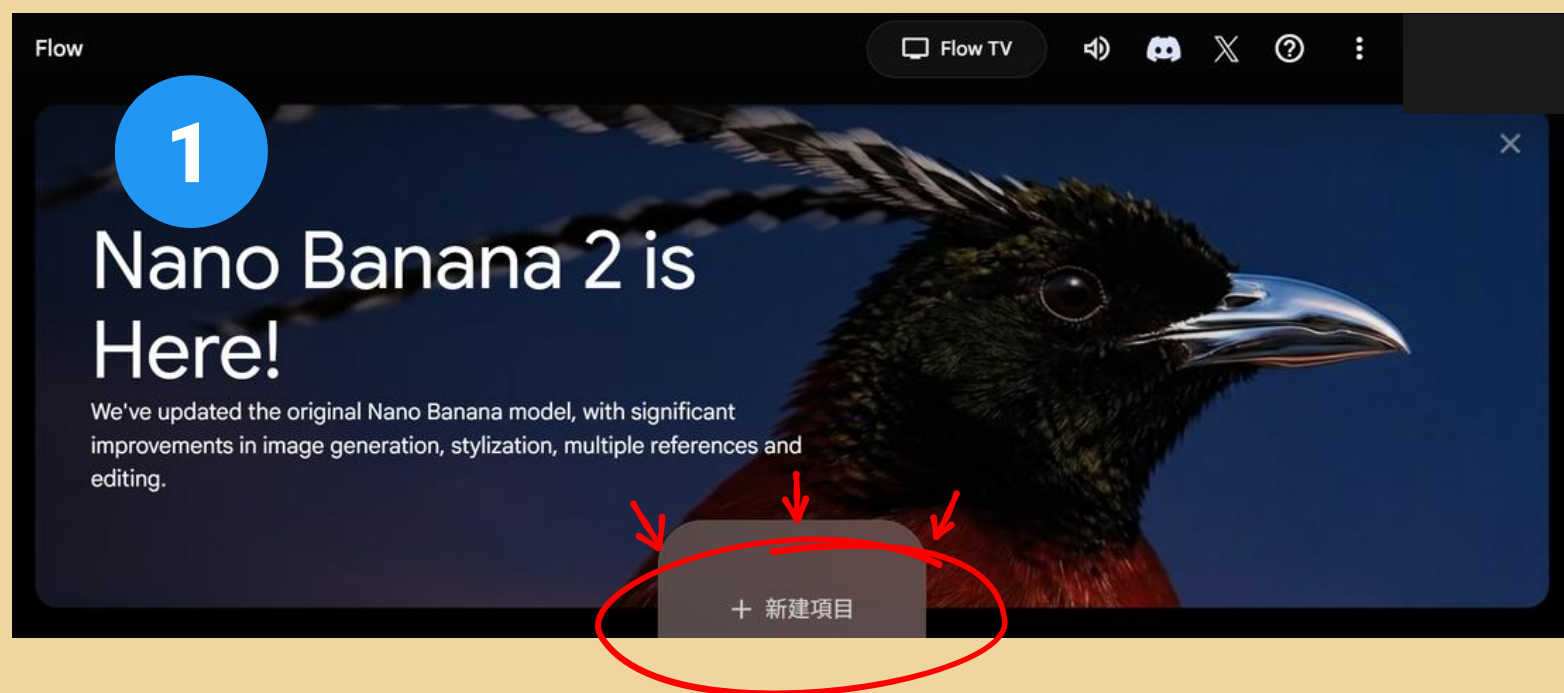 Flow
Flow TV
1
Nano Banana 2 is
Here!
We've updated the original Nano Banana model, with significant
improvements in image generation, stylization, multiple references and
editing.
+ 新建項目